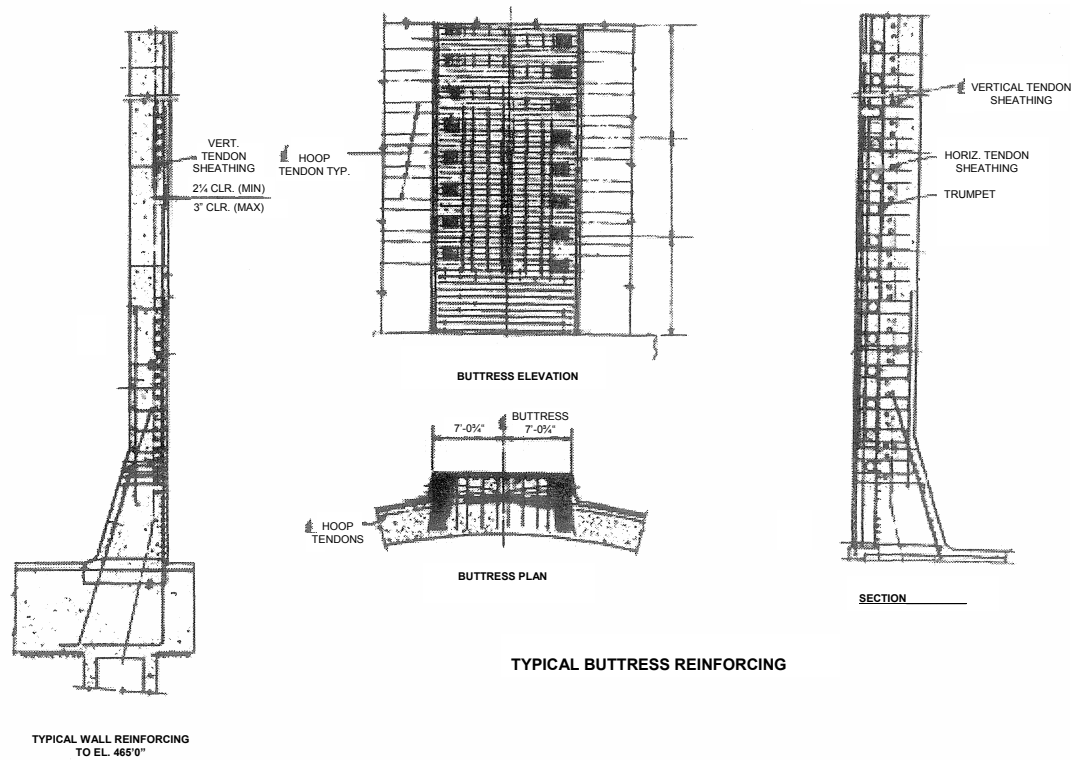 VERT.
TENDON
SHEATHING
2¼ CLR. (MIN)
3" CLR. (MAX)
TYPICAL WALL REINFORCING
TO EL. 465'0"
℄ HOOP
TENDON TYP.
BUTTRESS ELEVATION
℄ BUTTRESS
7'-0¾" 7'-0¾"
℄ HOOP
TENDONS
BUTTRESS PLAN
℄ VERTICAL TENDON
SHEATHING
HORIZ. TENDON
SHEATHING
TRUMPET
SECTION
TYPICAL BUTTRESS REINFORCING